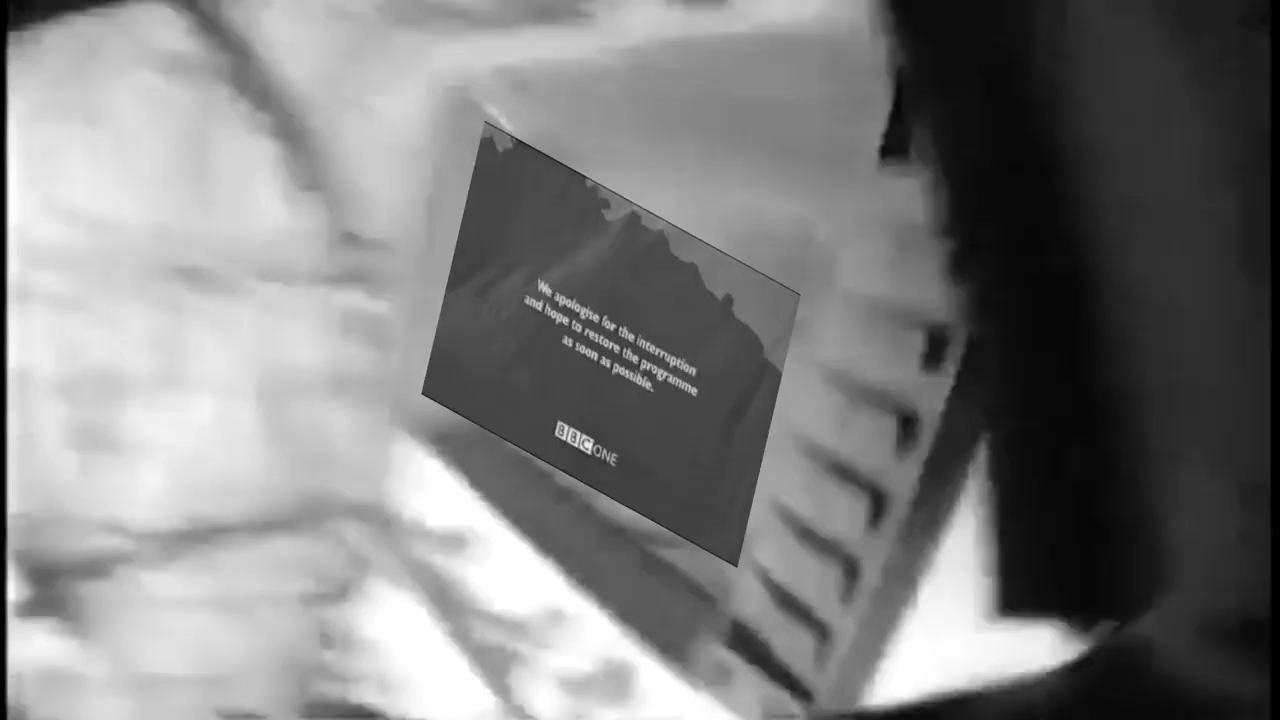 We apologise for the interruption
and hope to restore the programme
as soon as possible.
BBC ONE